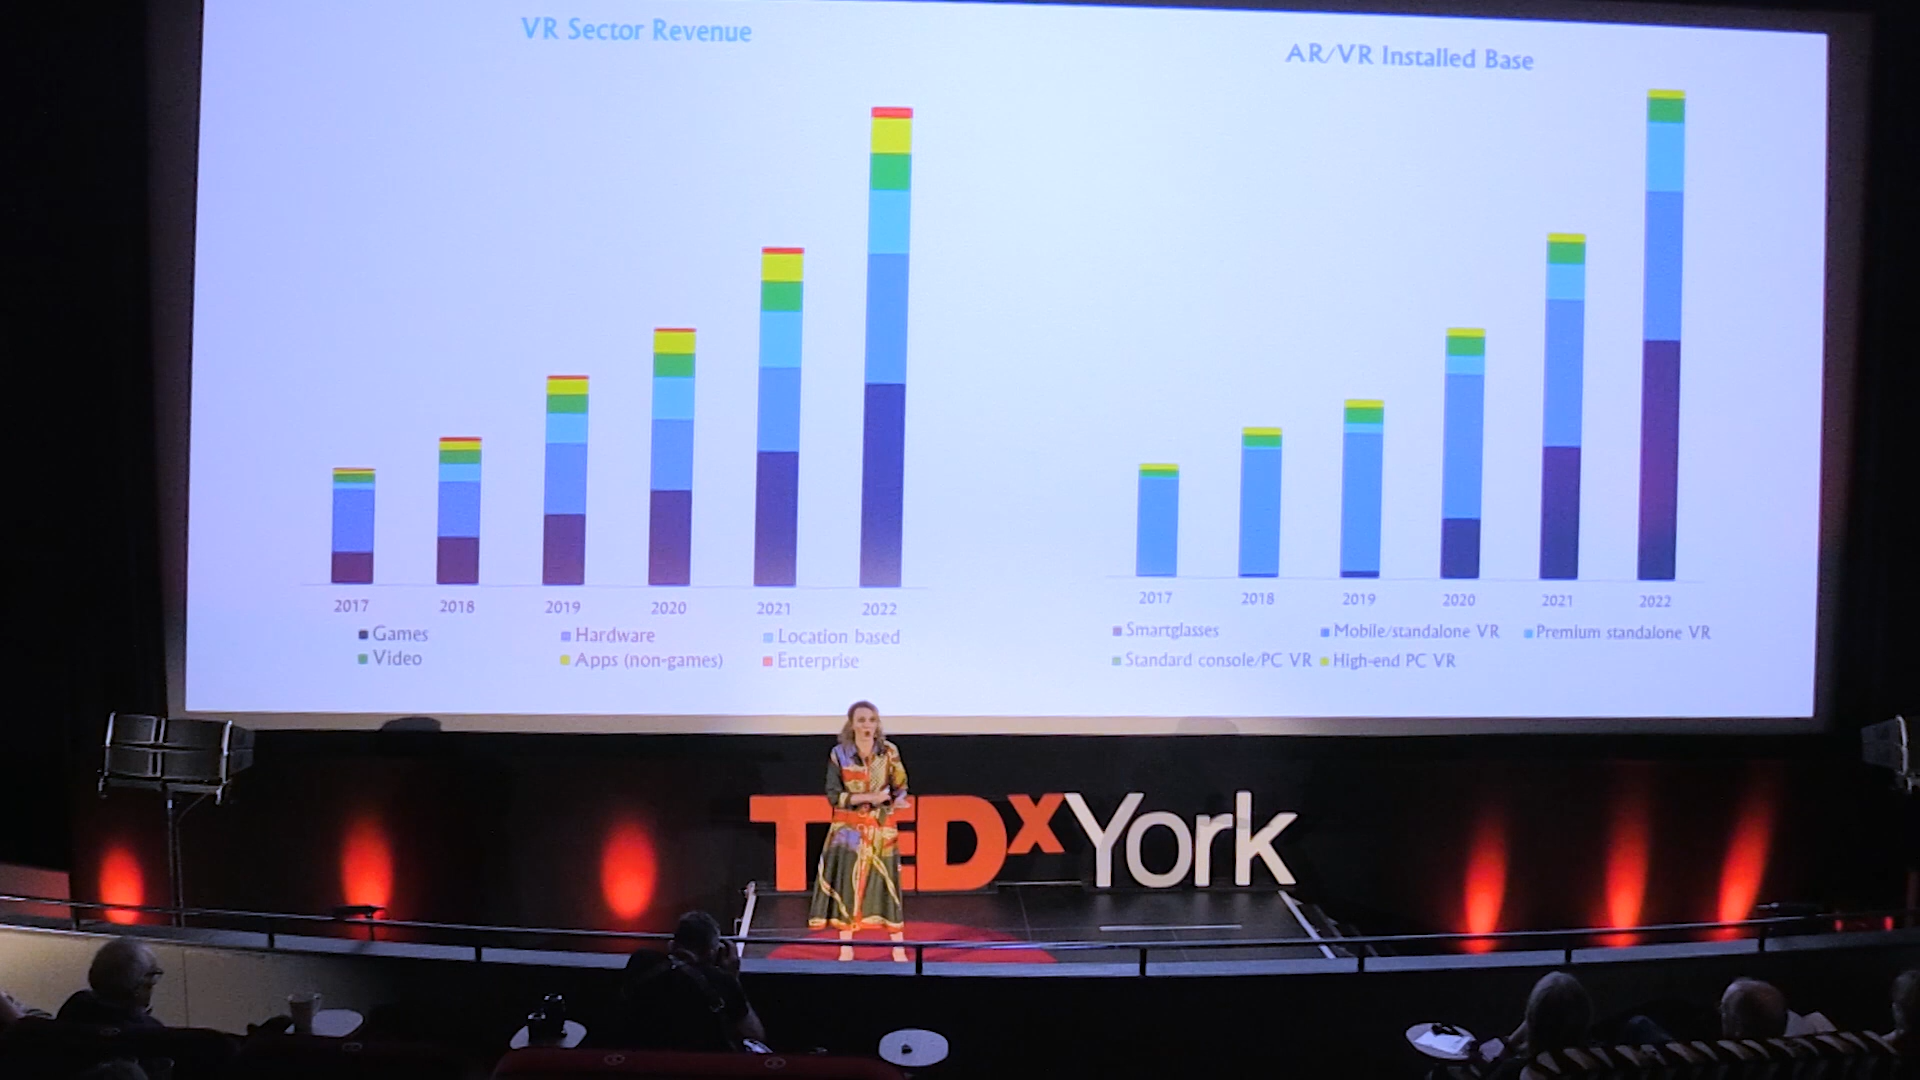 VR Sector Revenue
2017 2018 2019 2020 2021 2022
Games Hardware Location based
Video Apps (non-games) Enterprise
AR/VR Installed Base
2017 2018 2019 2020 2021 2022
Smartglasses Mobile/standalone VR Premium standalone VR
Standard console/PC VR High-end PC VR
TEDxYork